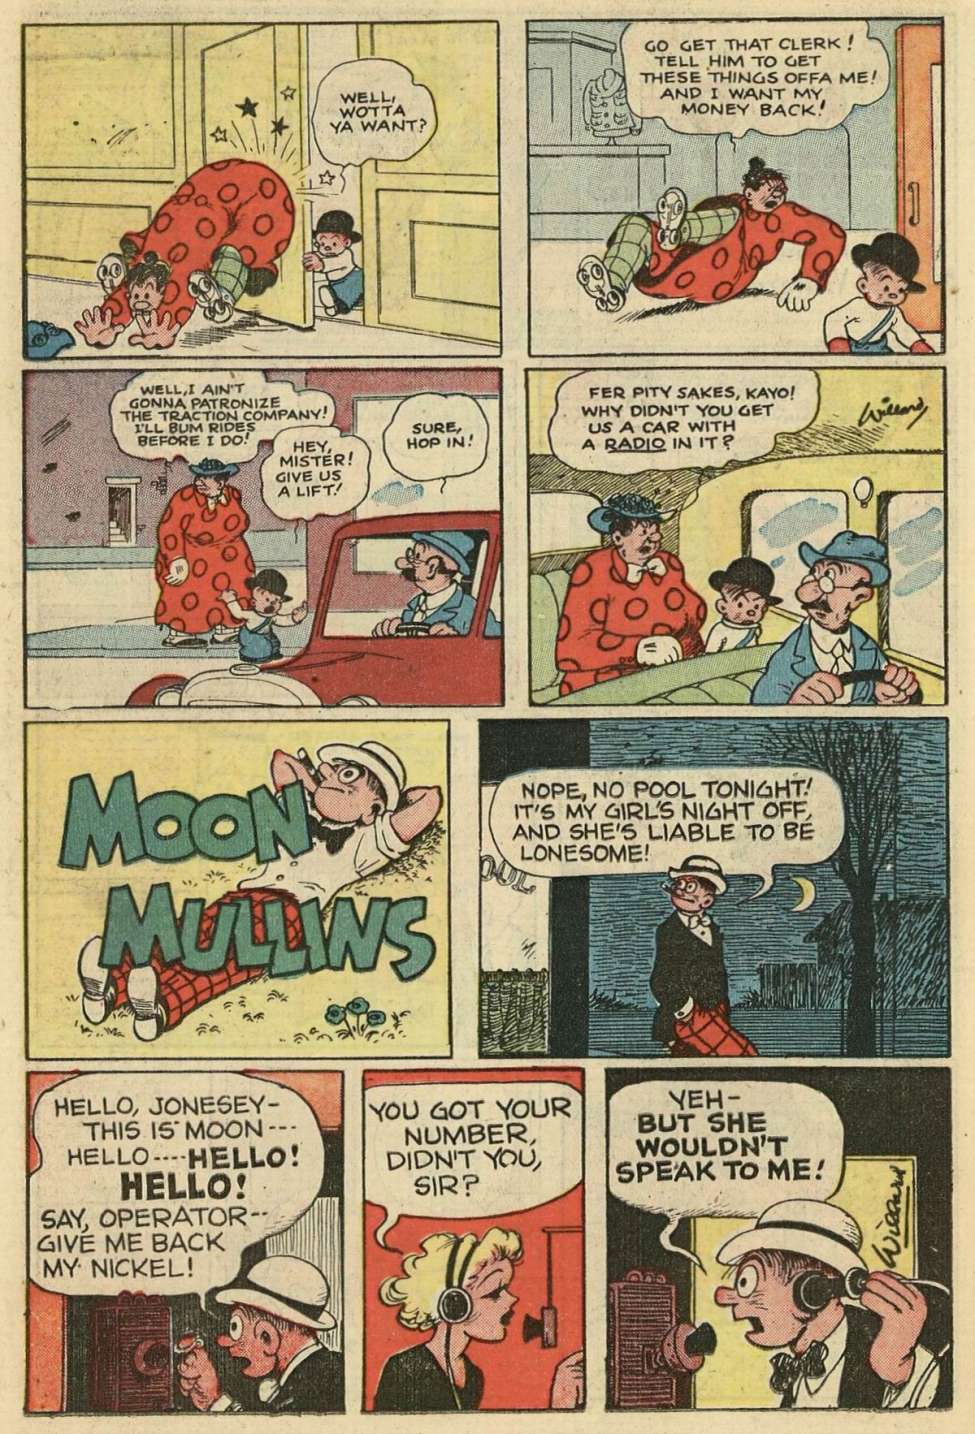 WELL,
WOTTA
YA WANT?
GO GET THAT CLERK!
TELL HIM TO GET
THESE THINGS OFFA ME!
AND I WANT MY
MONEY BACK!
WELL, I AIN'T
GONNA PATRONIZE
THE TRACTION COMPANY!
I'LL BUM RIDES
BEFORE I DO!
HEY,
MISTER!
GIVE US
A LIFT!
SURE,
HOP IN!
FER PITY SAKES, KAYO!
WHY DIDN'T YOU GET
US A CAR WITH
A RADIO IN IT?
Willard
MOON
MULLINS
NOPE, NO POOL TONIGHT!
IT'S MY GIRL'S NIGHT OFF,
AND SHE'S LIABLE TO BE
LONESOME!
OOL
HELLO, JONESEY-
THIS IS MOON---
HELLO----HELLO!
HELLO!
SAY, OPERATOR--
GIVE ME BACK
MY NICKEL!
YOU GOT YOUR
NUMBER,
DIDN'T YOU,
SIR?
YEH-
BUT SHE
WOULDN'T
SPEAK TO ME!
Willard